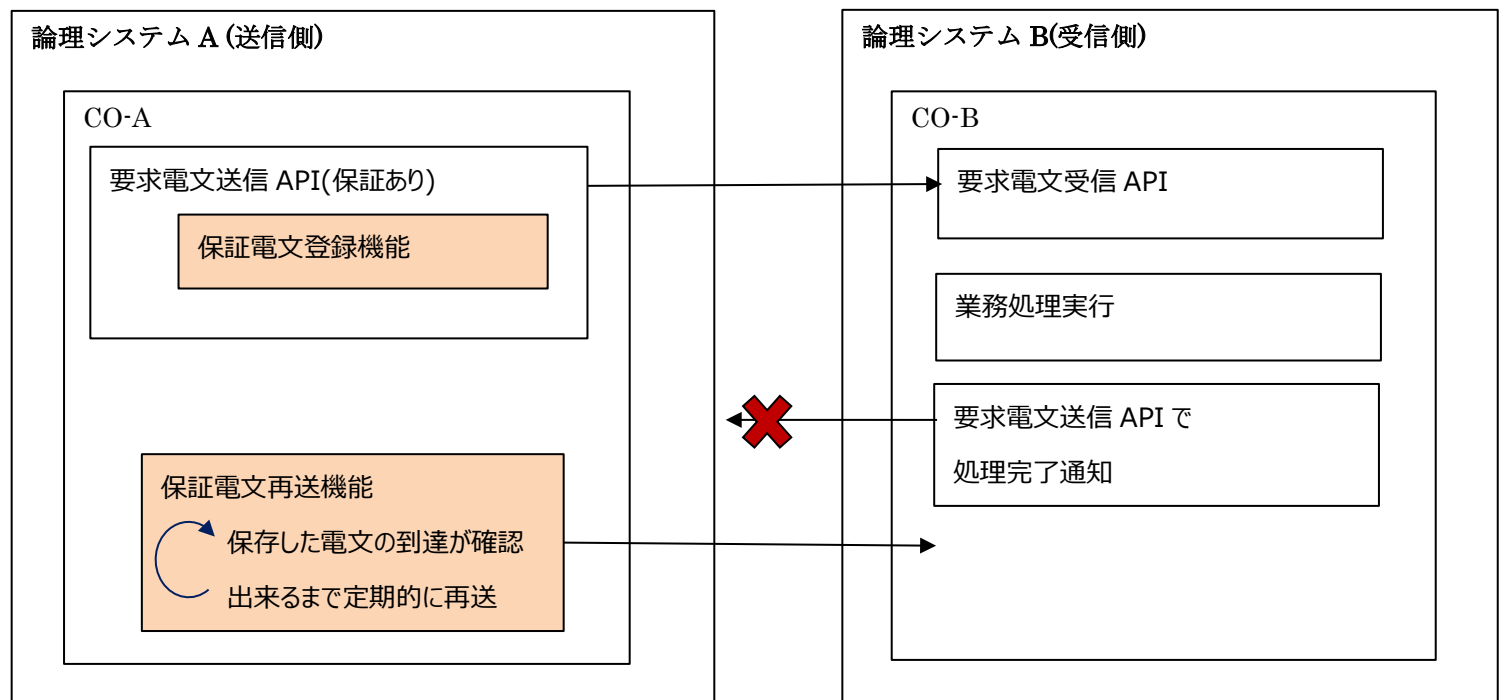 論理システム A (送信側)
CO-A
要求電文送信 API(保証あり)
保証電文登録機能
保証電文再送機能
保存した電文の到達が確認
出来るまで定期的に再送
論理システム B(受信側)
CO-B
要求電文受信 API
業務処理実行
要求電文送信 API で
処理完了通知